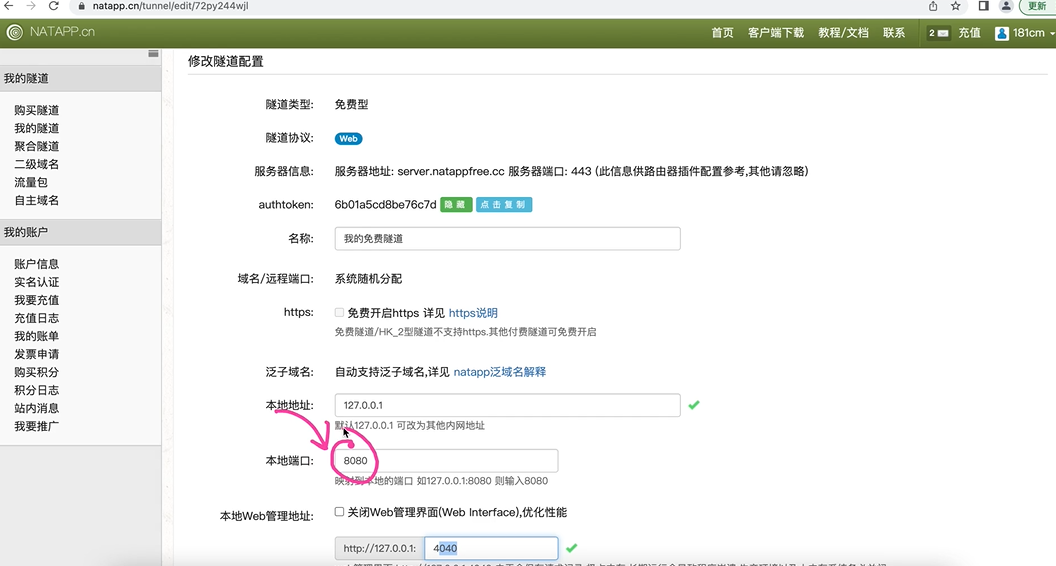 natapp.cn/tunnel/edit/72py244wjl
更新
NATAPP.cn
首页 客户端下载 教程/文档 联系 2 充值 181cm
修改隧道配置
我的隧道
购买隧道
我的隧道
聚合隧道
二级域名
流量包
自主域名
我的账户
账户信息
实名认证
我要充值
充值日志
我的账单
发票申请
购买积分
积分日志
站内消息
我要推广
隧道类型: 免费型
隧道协议: Web
服务器信息: 服务器地址: server.natappfree.cc 服务器端口: 443 (此信息供路由器插件配置参考,其他请忽略)
authtoken: 6b01a5cd8be76c7d 隐藏 点击复制
名称: 我的免费隧道
域名/远程端口: 系统随机分配
https: 免费开启https 详见 https说明
免费隧道/HK_2型隧道不支持https.其他付费隧道可免费开启
泛子域名: 自动支持泛子域名,详见 natapp泛域名解释
本地地址: 127.0.0.1
默认127.0.0.1 可改为其他内网地址
本地端口: 8080
映射到本地的端口 如127.0.0.1:8080 则输入8080
本地Web管理地址: 关闭Web管理界面(Web Interface),优化性能
http://127.0.0.1: 4040